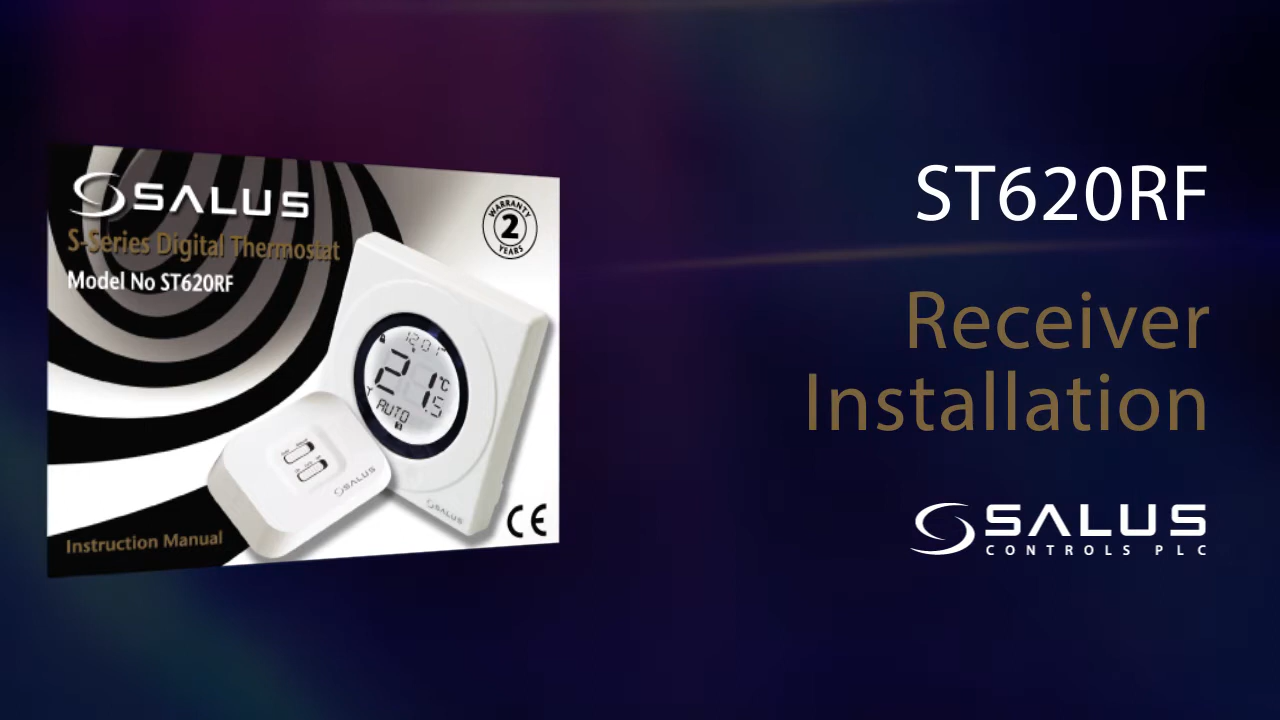 SALUS
S-Series Digital Thermostat
Model No ST620RF
WARRANTY
2
YEARS
12:01
21.5 °C
AUTO
SALUS
SALUS
Instruction Manual
CE
ST620RF
Receiver
Installation
SALUS
CONTROLS PLC